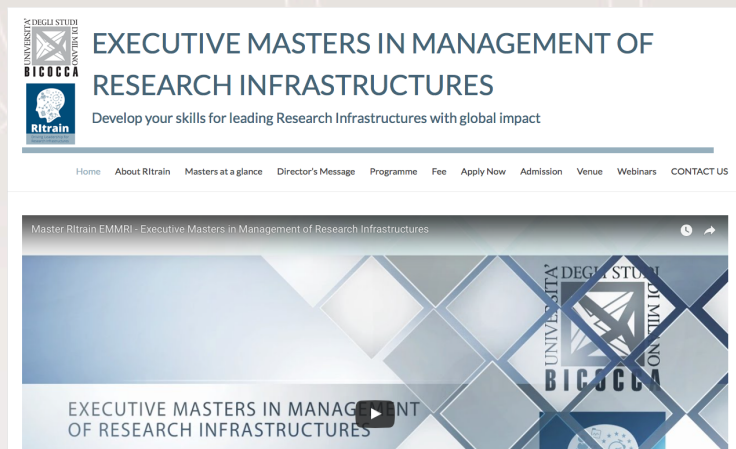 UNIVERSITA' DEGLI STUDI DI MILANO
BICOCCA
RItrain
EXECUTIVE MASTERS IN MANAGEMENT OF
RESEARCH INFRASTRUCTURES
Develop your skills for leading Research Infrastructures with global impact
Home About RItrain Masters at a glance Director's Message Programme Fee Apply Now Admission Venue Webinars CONTACT US
Master RItrain EMMRI - Executive Masters in Management of Research Infrastructures
UNIVERSITA' DEGLI STUDI DI MILANO
BICOCCA
EXECUTIVE MASTERS IN MANAGEMENT
OF RESEARCH INFRASTRUCTURES